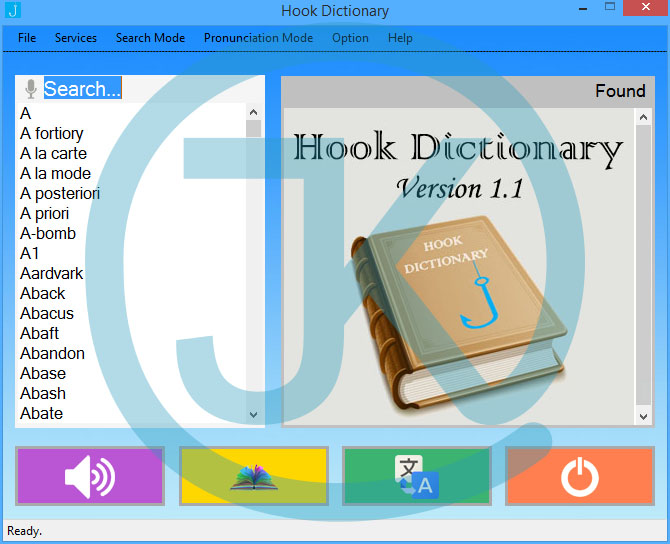 Hook Dictionary
File Services Search Mode Pronunciation Mode Option Help
Search...
A
A fortiory
A la carte
A la mode
A posteriori
A priori
A-bomb
A1
Aardvark
Aback
Abacus
Abaft
Abandon
Abase
Abash
Abate
Found
Hook Dictionary
Version 1.1
HOOK
DICTIONARY
文
A
Ready.
JK